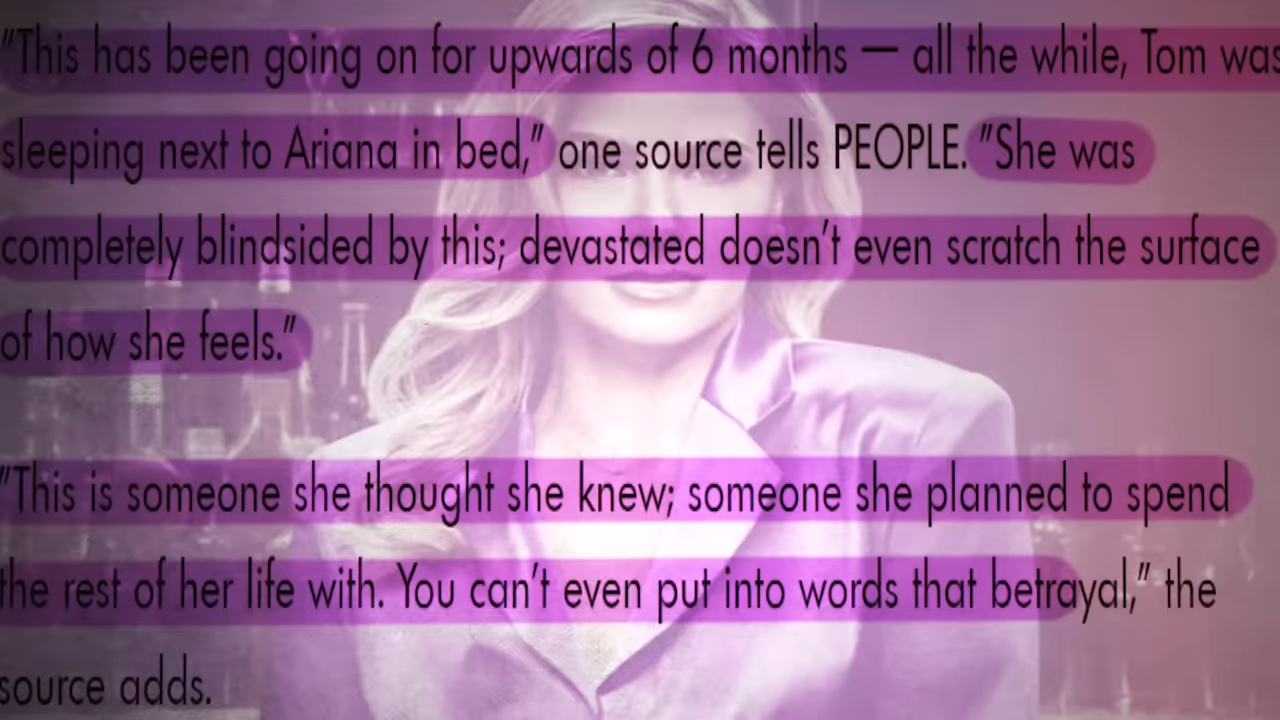 "This has been going on for upwards of 6 months — all the while, Tom was
sleeping next to Ariana in bed," one source tells PEOPLE. "She was
completely blindsided by this; devastated doesn't even scratch the surface
of how she feels."
"This is someone she thought she knew; someone she planned to spend
the rest of her life with. You can't even put into words that betrayal," the
source adds.